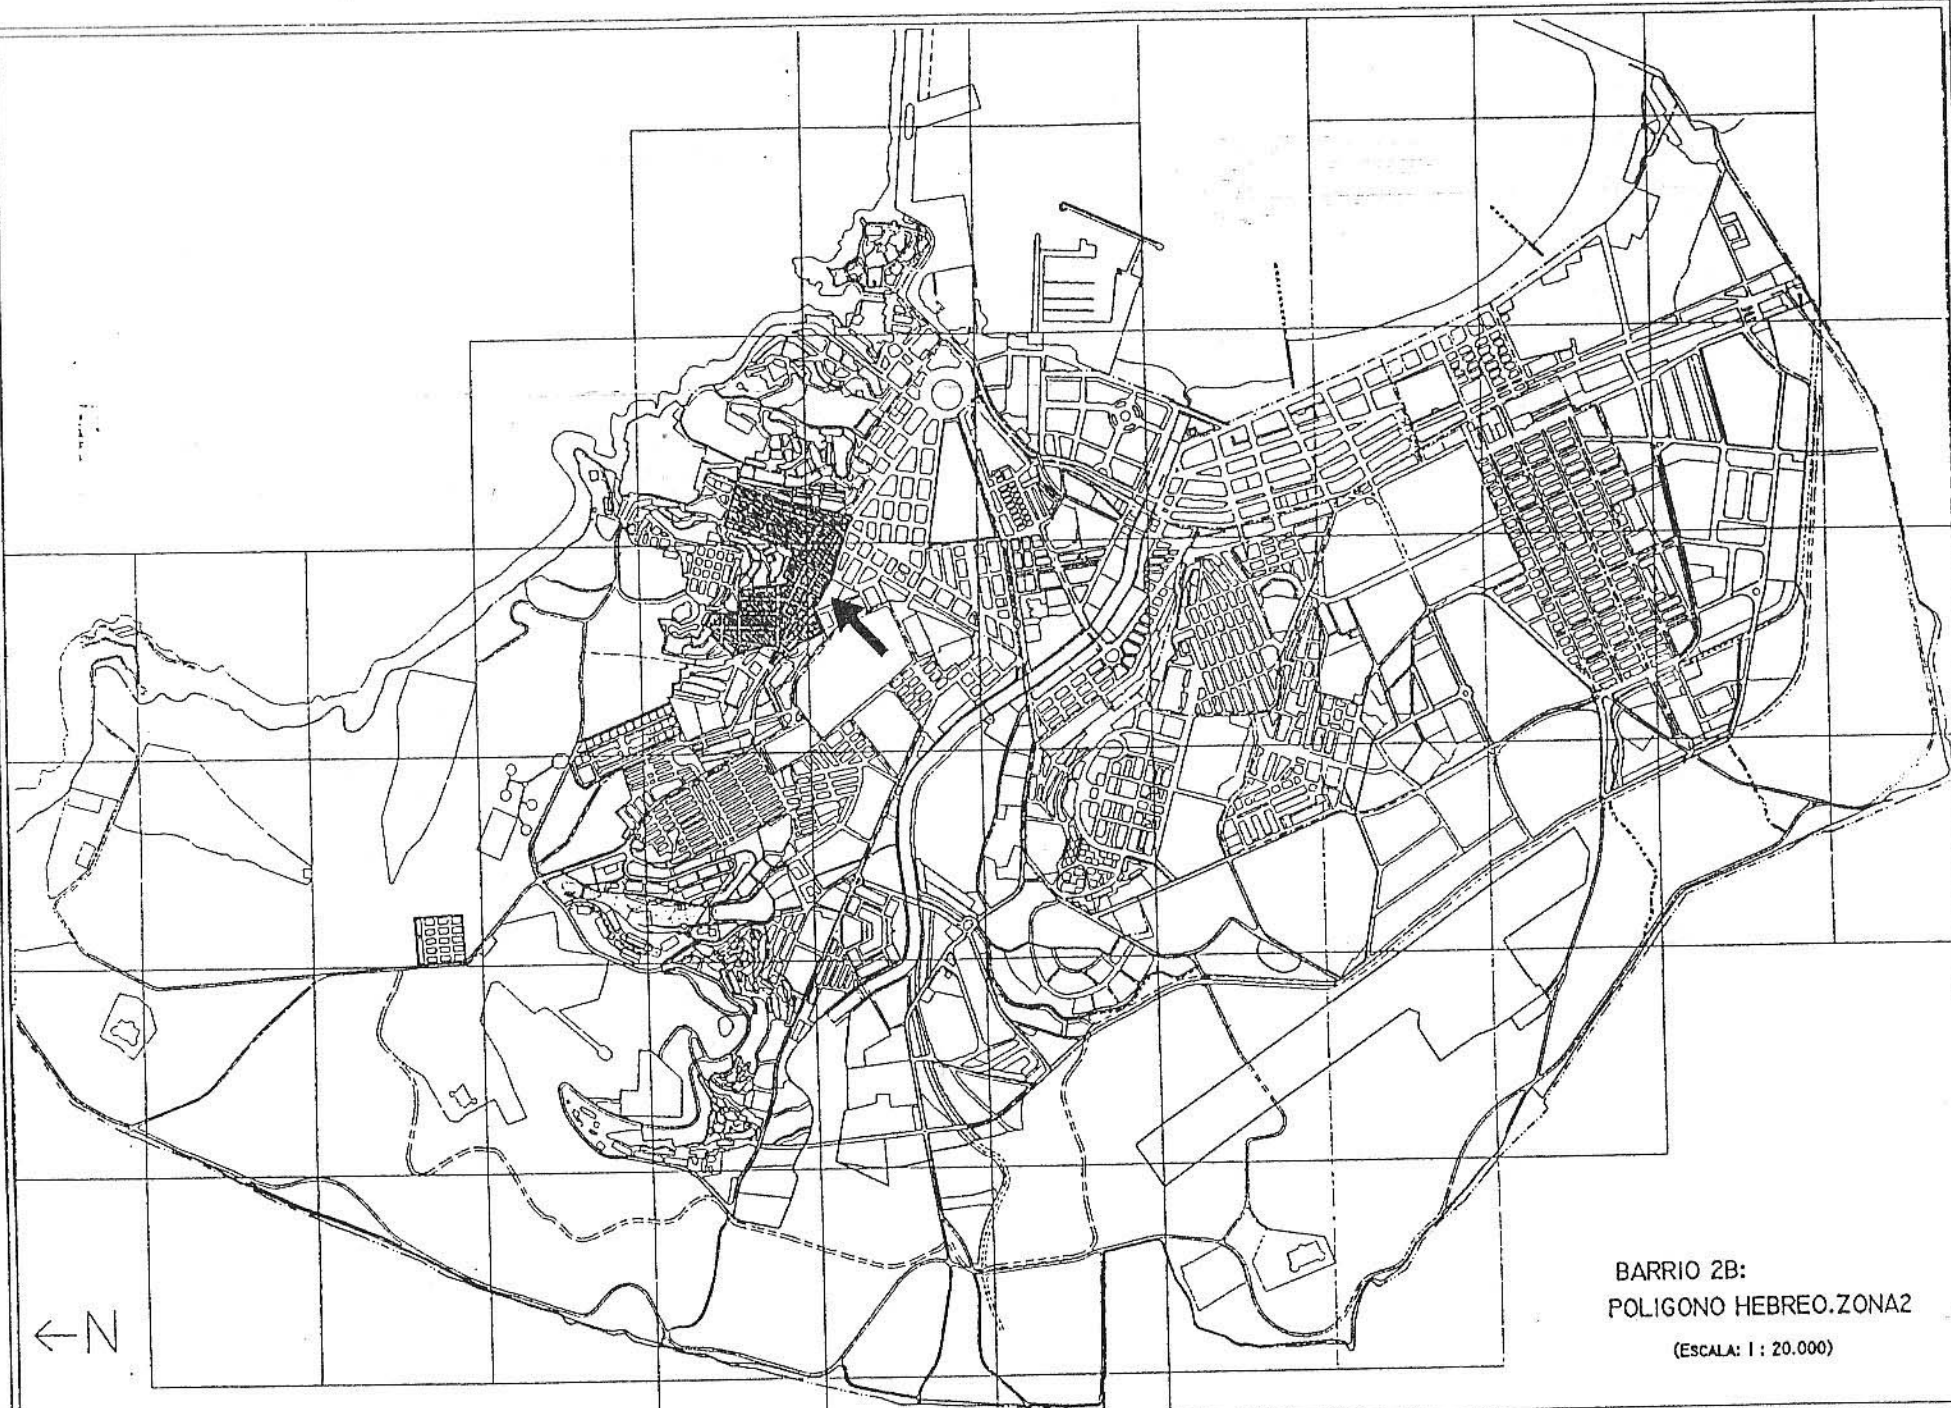 ←N
BARRIO 2B:
POLIGONO HEBREO.ZONA2
(ESCALA: 1 : 20.000)